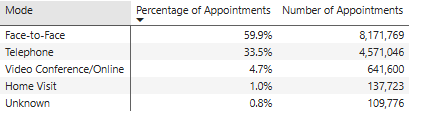 Mode Percentage of Appointments Number of Appointments
Face-to-Face 59.9% 8,171,769
Telephone 33.5% 4,571,046
Video Conference/Online 4.7% 641,600
Home Visit 1.0% 137,723
Unknown 0.8% 109,776